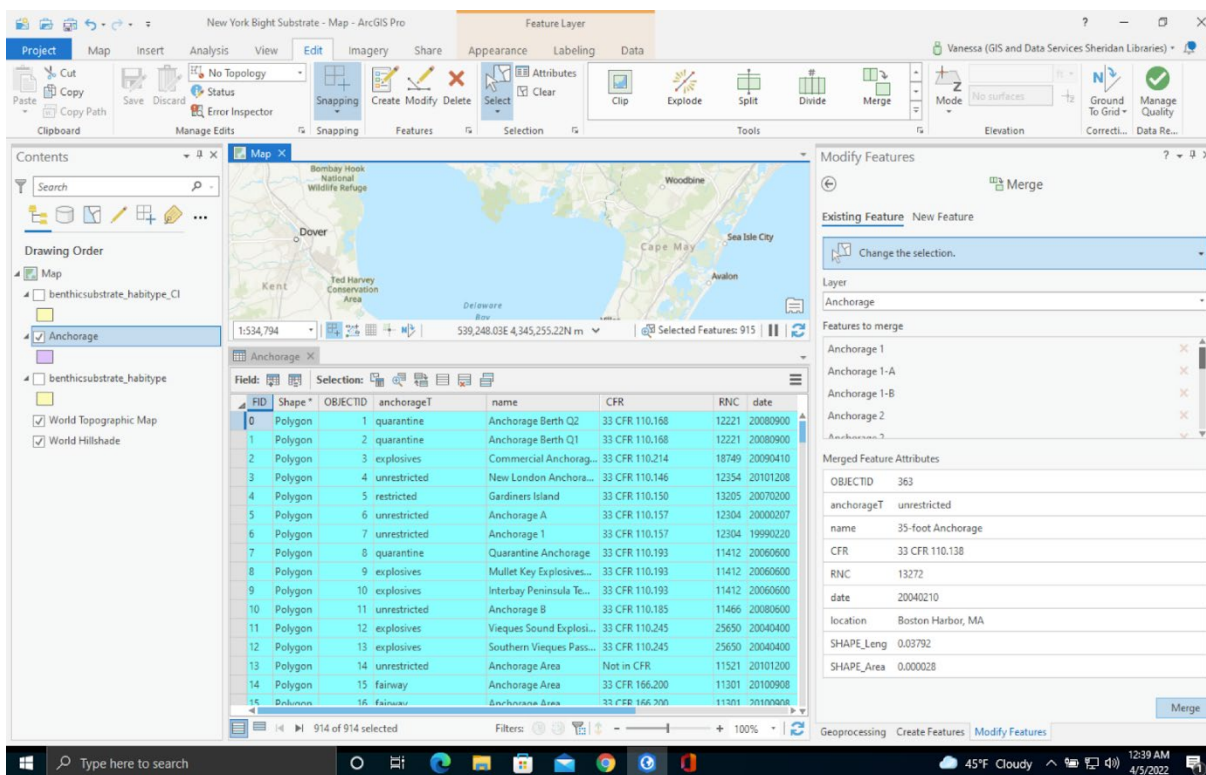 New York Bight Substrate - Map - ArcGIS Pro
Feature Layer
?
Project Map Insert Analysis View Edit Imagery Share Appearance Labeling Data
Vanessa (GIS and Data Services Sheridan Libraries)
Paste
Cut
Copy
Copy Path
Clipboard
Save Discard
No Topology
Status
Error Inspector
Manage Edits
Snapping
Snapping
Create Modify Delete
Features
Select
Attributes
Clear
Selection
Clip Explode Split Divide Merge
Tools
Mode
No surfaces
Elevation
Ground To Grid
Correcti...
Manage Quality
Data Re...
Contents
Search
Drawing Order
Map
benthicsubstrate_habitype_Cl
Anchorage
benthicsubstrate_habitype
World Topographic Map
World Hillshade
Map
Bombay Hook
National
Wildlife Refuge
Woodbine
Dover
Sea Isle City
Cape May
Kent
Ted Harvey
Conservation
Area
Avalon
Delaware
Bay
1:534,794
539,248.03E 4,345,255.22N m
Selected Features: 915
Anchorage
Field: Selection:
FID Shape * OBJECTID anchorageT name CFR RNC date
0 Polygon 1 quarantine Anchorage Berth Q2 33 CFR 110.168 12221 20080900
1 Polygon 2 quarantine Anchorage Berth Q1 33 CFR 110.168 12221 20080900
2 Polygon 3 explosives Commercial Anchorag... 33 CFR 110.214 18749 20090410
3 Polygon 4 unrestricted New London Anchora... 33 CFR 110.146 12354 20101208
4 Polygon 5 restricted Gardiners Island 33 CFR 110.150 13205 20070200
5 Polygon 6 unrestricted Anchorage A 33 CFR 110.157 12304 20000207
6 Polygon 7 unrestricted Anchorage 1 33 CFR 110.157 12304 19990220
7 Polygon 8 quarantine Quarantine Anchorage 33 CFR 110.193 11412 20060600
8 Polygon 9 explosives Mullet Key Explosives... 33 CFR 110.193 11412 20060600
9 Polygon 10 explosives Interbay Peninsula Te... 33 CFR 110.193 11412 20060600
10 Polygon 11 unrestricted Anchorage B 33 CFR 110.185 11466 20080600
11 Polygon 12 explosives Vieques Sound Explosi... 33 CFR 110.245 25650 20040400
12 Polygon 13 explosives Southern Vieques Pass... 33 CFR 110.245 25650 20040400
13 Polygon 14 unrestricted Anchorage Area Not in CFR 11521 20101200
14 Polygon 15 fairway Anchorage Area 33 CFR 166.200 11301 20100908
15 Polygon 16 fairway Anchorage Area 33 CFR 166.200 11301 20100908
914 of 914 selected
Filters:
100%
Modify Features
?
Merge
Existing Feature New Feature
Change the selection.
Layer
Anchorage
Features to merge
Anchorage 1
Anchorage 1-A
Anchorage 1-B
Anchorage 2
Anchorage 2
Merged Feature Attributes
OBJECTID 363
anchorageT unrestricted
name 35-foot Anchorage
CFR 33 CFR 110.138
RNC 13272
date 20040210
location Boston Harbor, MA
SHAPE_Leng 0.03792
SHAPE_Area 0.000028
Merge
Geoprocessing Create Features Modify Features
Type here to search
45°F Cloudy
12:39 AM
4/5/2022